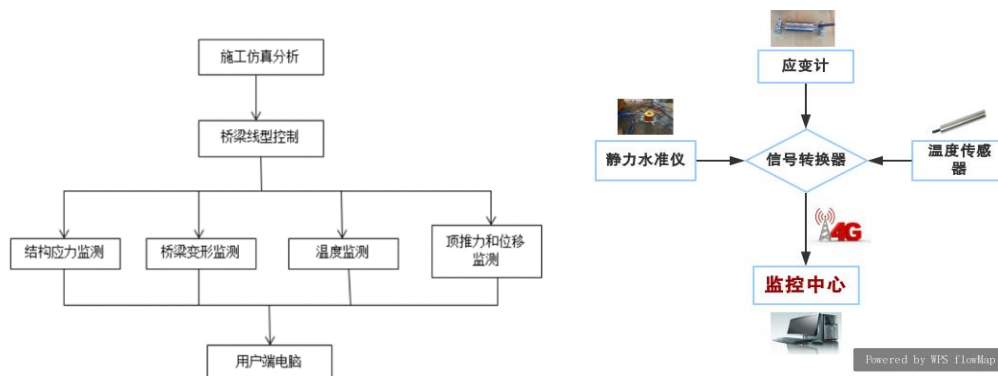 施工仿真分析
桥梁线型控制
结构应力监测
桥梁变形监测
温度监测
顶推力和位移
监测
用户端电脑
应变计
静力水准仪
信号转换器
温度传感
器
4G
监控中心
Powered by WPS flowMap